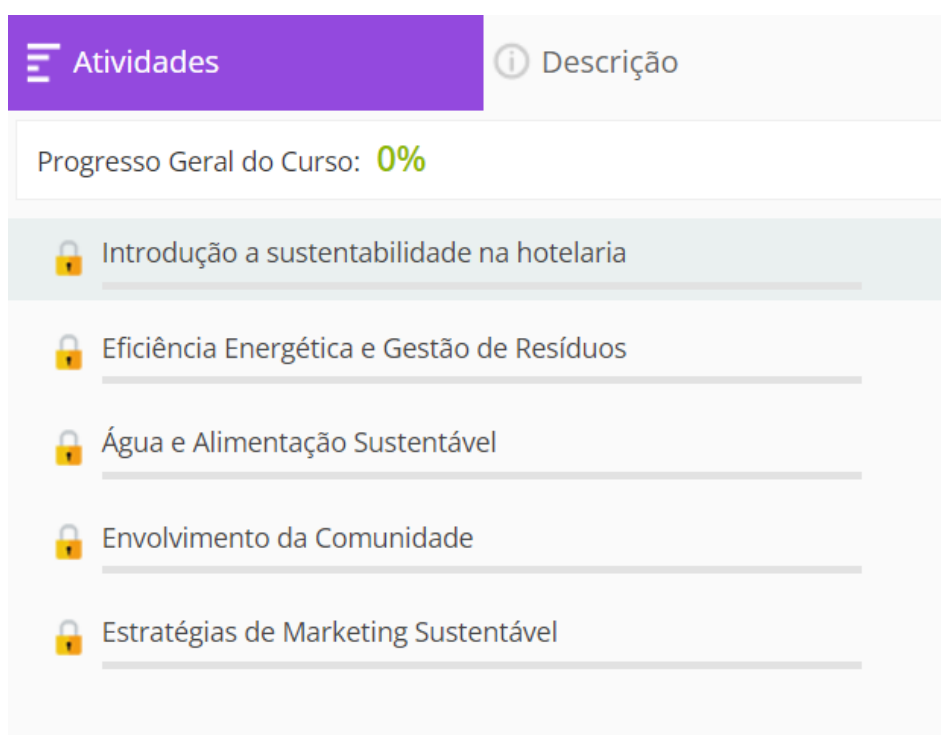 Atividades
Descrição
Progresso Geral do Curso: 0%
Introdução a sustentabilidade na hotelaria
Eficiência Energética e Gestão de Resíduos
Água e Alimentação Sustentável
Envolvimento da Comunidade
Estratégias de Marketing Sustentável